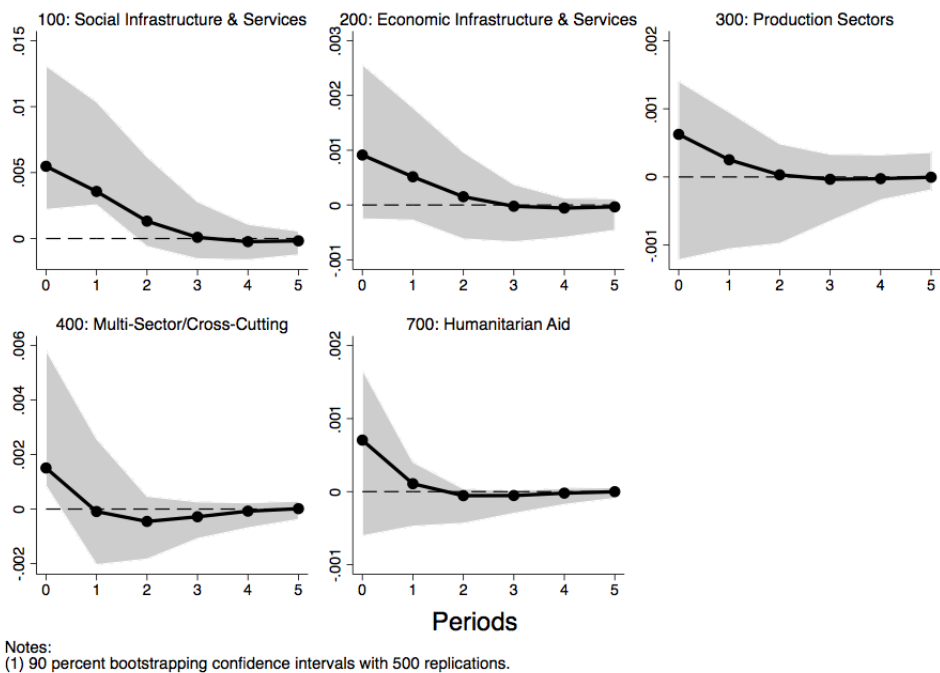 100: Social Infrastructure & Services
.015
.01
.005
0
0 1 2 3 4 5
200: Economic Infrastructure & Services
.003
.002
.001
0
-.001
0 1 2 3 4 5
300: Production Sectors
.002
.001
0
-.001
0 1 2 3 4 5
400: Multi-Sector/Cross-Cutting
.006
.004
.002
0
-.002
0 1 2 3 4 5
700: Humanitarian Aid
.002
.001
0
-.001
0 1 2 3 4 5
Periods
Notes:
(1) 90 percent bootstrapping confidence intervals with 500 replications.